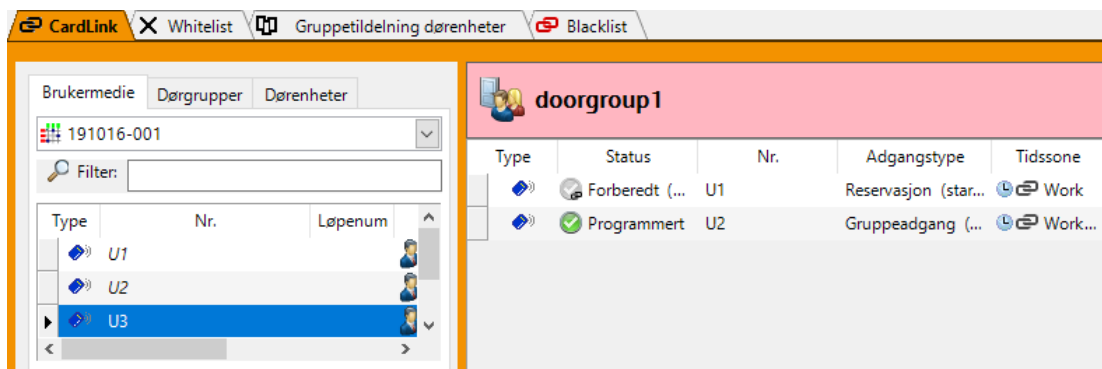 CardLink Whitelist Gruppetildelning dørenheter Blacklist
Brukermedie Dørgrupper Dørenheter
191016-001
Filter:
Type Nr. Løpenum
U1
U2
U3
doorgroup1
Type Status Nr. Adgangstype Tidssone
Forberedt (... U1 Reservasjon (star... Work
Programmert U2 Gruppeadgang (... Work...